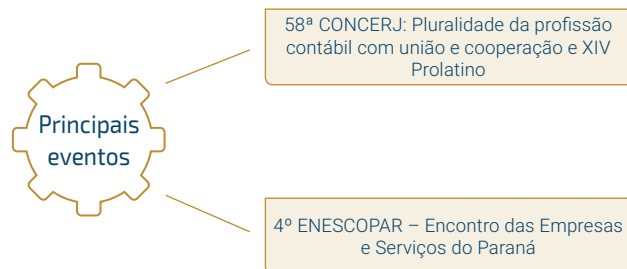 Principais
eventos
58ª CONCERJ: Pluralidade da profissão
contábil com união e cooperação e XIV
Prolatino
4º ENESCOPAR – Encontro das Empresas
e Serviços do Paraná